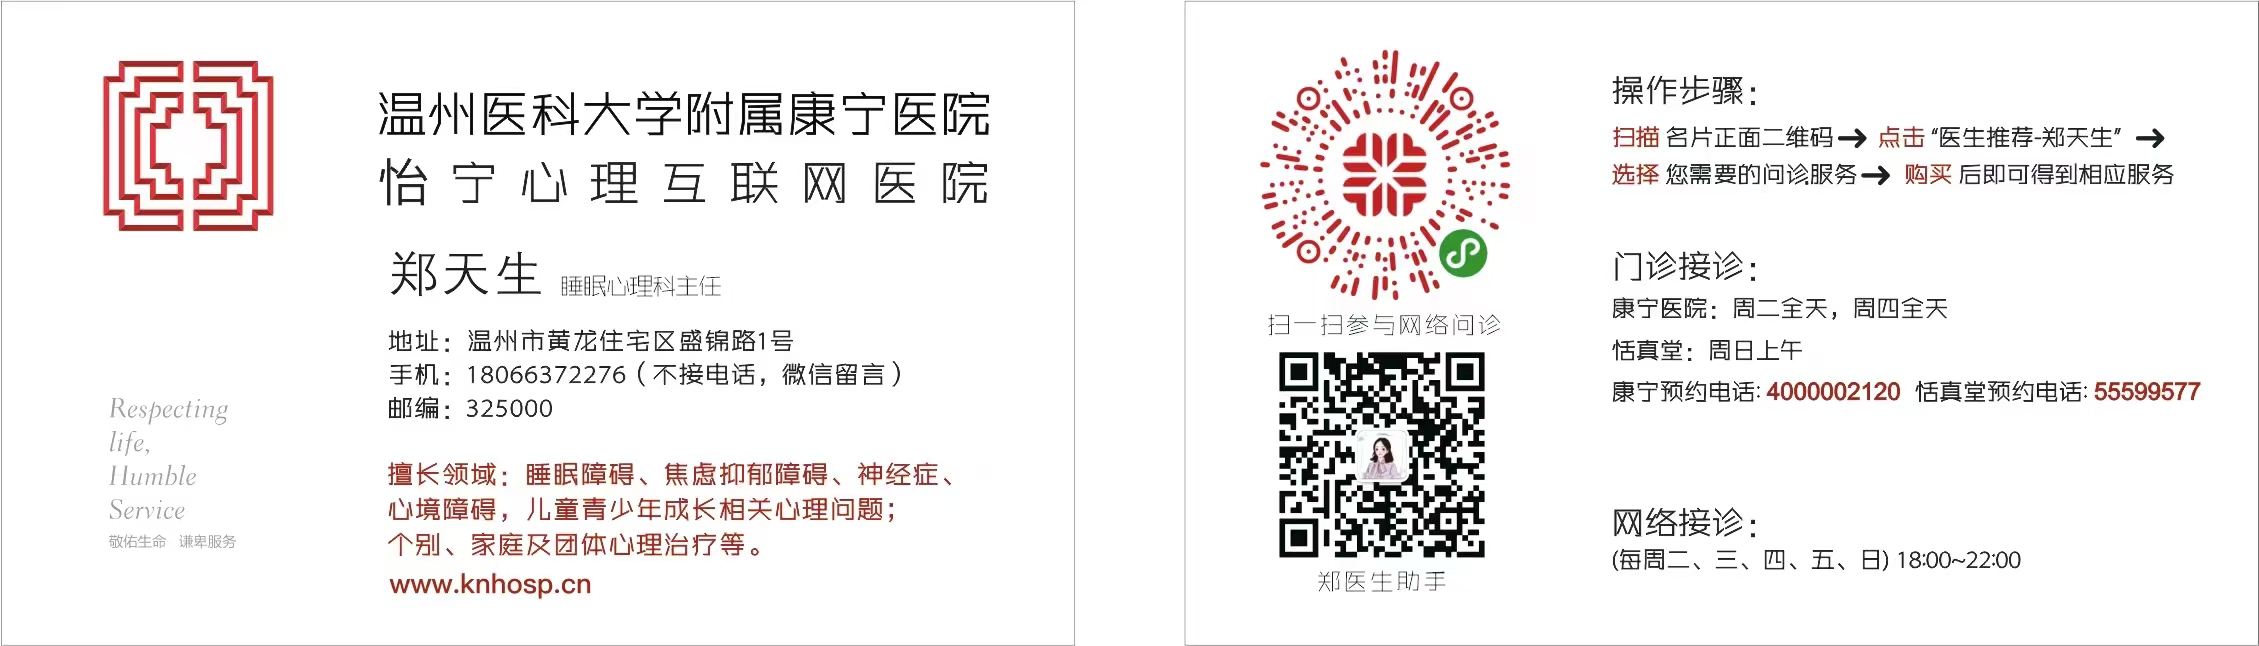 温州医科大学附属康宁医院
怡宁心理互联网医院
郑天生 睡眠心理科主任
地址：温州市黄龙住宅区盛锦路1号
手机：18066372276（不接电话，微信留言）
邮编：325000
擅长领域：睡眠障碍、焦虑抑郁障碍、神经症、
心境障碍，儿童青少年成长相关心理问题；
个别、家庭及团体心理治疗等。
www.knhosp.cn
Respecting
life,
Humble
Service
敬佑生命 谦卑服务
扫一扫参与网络问诊
郑医生助手
操作步骤：
扫描 名片正面二维码→ 点击 “医生推荐-郑天生” →
选择 您需要的问诊服务→ 购买 后即可得到相应服务
门诊接诊：
康宁医院：周二全天，周四全天
恬真堂：周日上午
康宁预约电话: 4000002120 恬真堂预约电话: 55599577
网络接诊：
(每周二、三、四、五、日) 18:00~22:00